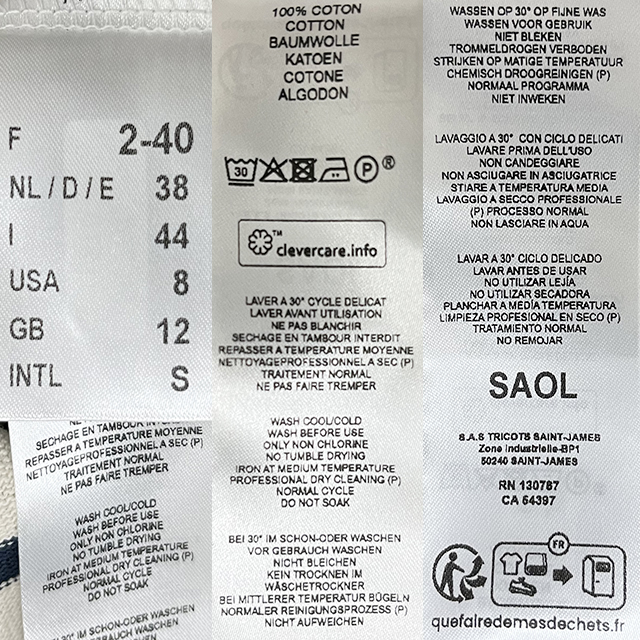 F 2-40
NL/D/E 38
I 44
USA 8
GB 12
INTL S
SECHAGE EN TAMBOUR INTERDIT
REPASSER A TEMPERATURE MOYENNE
NETTOYAGE PROFESSIONNEL A SEC (P)
TRAITEMENT NORMAL
NE PAS FAIRE TREMPER
WASH COOL/COLD
WASH BEFORE USE
ONLY NON CHLORINE
NO TUMBLE DRYING
IRON AT MEDIUM TEMPERATURE
PROFESSIONAL DRY CLEANING (P)
NORMAL CYCLE
DO NOT SOAK
BEI 30° IM SCHON-ODER WASCHEN
VOR GEBRAUCH WASCHEN
100% COTON
COTTON
BAUMWOLLE
KATOEN
COTONE
ALGODON
30 P ®
™
clevercare.info
LAVER A 30° CYCLE DELICAT
LAVER AVANT UTILISATION
NE PAS BLANCHIR
SECHAGE EN TAMBOUR INTERDIT
REPASSER A TEMPERATURE MOYENNE
NETTOYAGE PROFESSIONNEL A SEC (P)
TRAITEMENT NORMAL
NE PAS FAIRE TREMPER
WASH COOL/COLD
WASH BEFORE USE
ONLY NON CHLORINE
NO TUMBLE DRYING
IRON AT MEDIUM TEMPERATURE
PROFESSIONAL DRY CLEANING (P)
NORMAL CYCLE
DO NOT SOAK
BEI 30° IM SCHON-ODER WASCHEN
VOR GEBRAUCH WASCHEN
NICHT BLEICHEN
KEIN TROCKNEN IM
WÄSCHETROCKNER
BEI MITTLERER TEMPERATUR BÜGELN
NORMALER REINIGUNGSPROZESS (P)
NICHT AUFWEICHEN
WASSEN OP 30° OP FIJNE WAS
WASSEN VOOR GEBRUIK
NIET BLEKEN
TROMMELDROGEN VERBODEN
STRIJKEN OP MATIGE TEMPERATUUR
CHEMISCH DROOGREINIGEN (P)
NORMAAL PROGRAMMA
NIET INWEKEN
LAVAGGIO A 30° CON CICLO DELICATI
LAVARE PRIMA DELL'USO
NON CANDEGGIARE
NON ASCIUGARE IN ASCIUGATRICE
STIARE A TEMPERATURA MEDIA
LAVAGGIO A SECCO PROFESSIONALE
(P) PROCESSO NORMAL
NON LASCIARE IN AQUA
LAVAR A 30° CICLO DELICADO
LAVAR ANTES DE USAR
NO UTILIZAR LEJÍA
NO UTILIZAR SECADORA
PLANCHAR A MEDÍA TEMPERATURA
LIMPIEZA PROFESIONAL EN SECO (P)
TRATAMIENTO NORMAL
NO REMOJAR
SAOL
S.A.S TRICOTS SAINT-JAMES
Zone Industrielle-BP1
50240 SAINT-JAMES
RN 130787
CA 54397
FR
quefairedemesdechets.fr